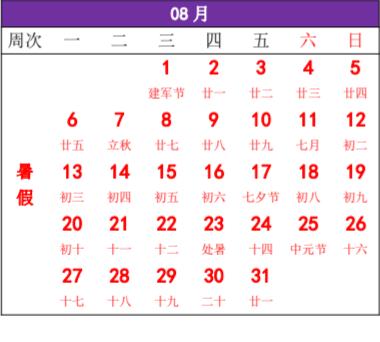 08 月
周次 一 二 三 四 五 六 日
1 2 3 4 5
建军节 廿一 廿二 廿三 廿四
6 7 8 9 10 11 12
廿五 立秋 廿七 廿八 廿九 七月 初二
暑 13 14 15 16 17 18 19
假 初三 初四 初五 初六 七夕节 初八 初九
20 21 22 23 24 25 26
初十 十一 十二 处暑 十四 中元节 十六
27 28 29 30 31
十七 十八 十九 二十 廿一